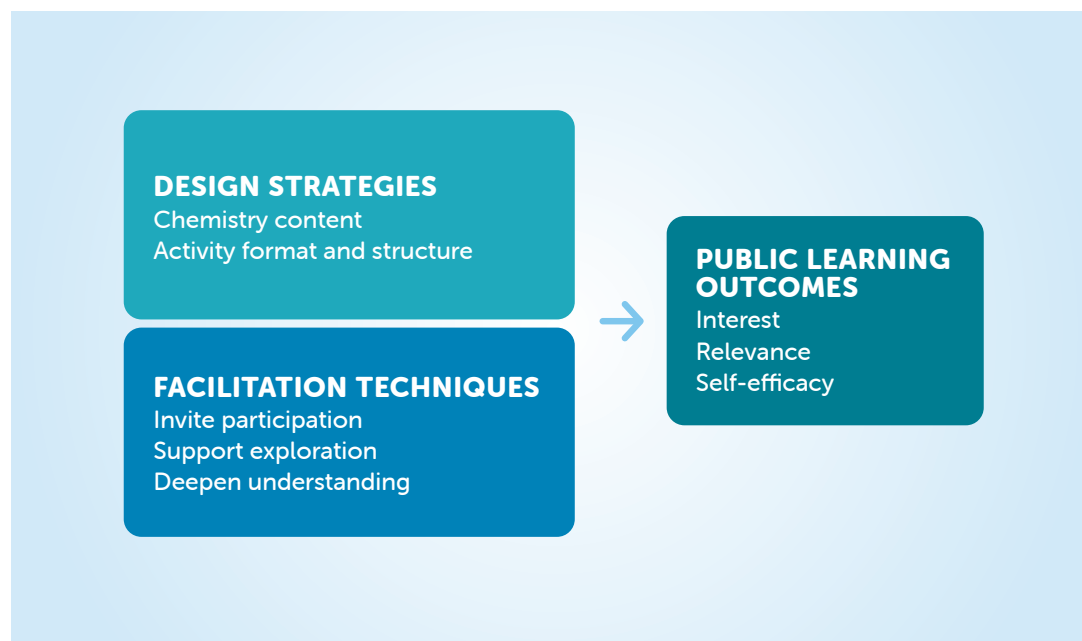 DESIGN STRATEGIES
Chemistry content
Activity format and structure
FACILITATION TECHNIQUES
Invite participation
Support exploration
Deepen understanding
PUBLIC LEARNING
OUTCOMES
Interest
Relevance
Self-efficacy